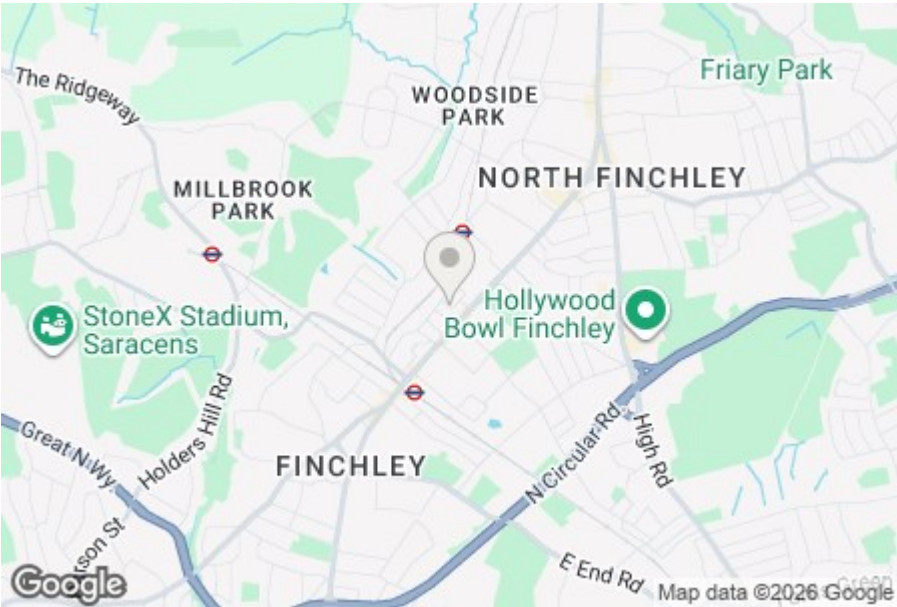 The Ridgeway
Friary Park
WOODSIDE
PARK
NORTH FINCHLEY
MILLBROOK
PARK
StoneX Stadium,
Saracens
Hollywood
Bowl Finchley
Holders Hill Rd
Great N Wy.
N Circular Rd
High Rd
FINCHLEY
E End Rd
Google
Map data ©2026 Google